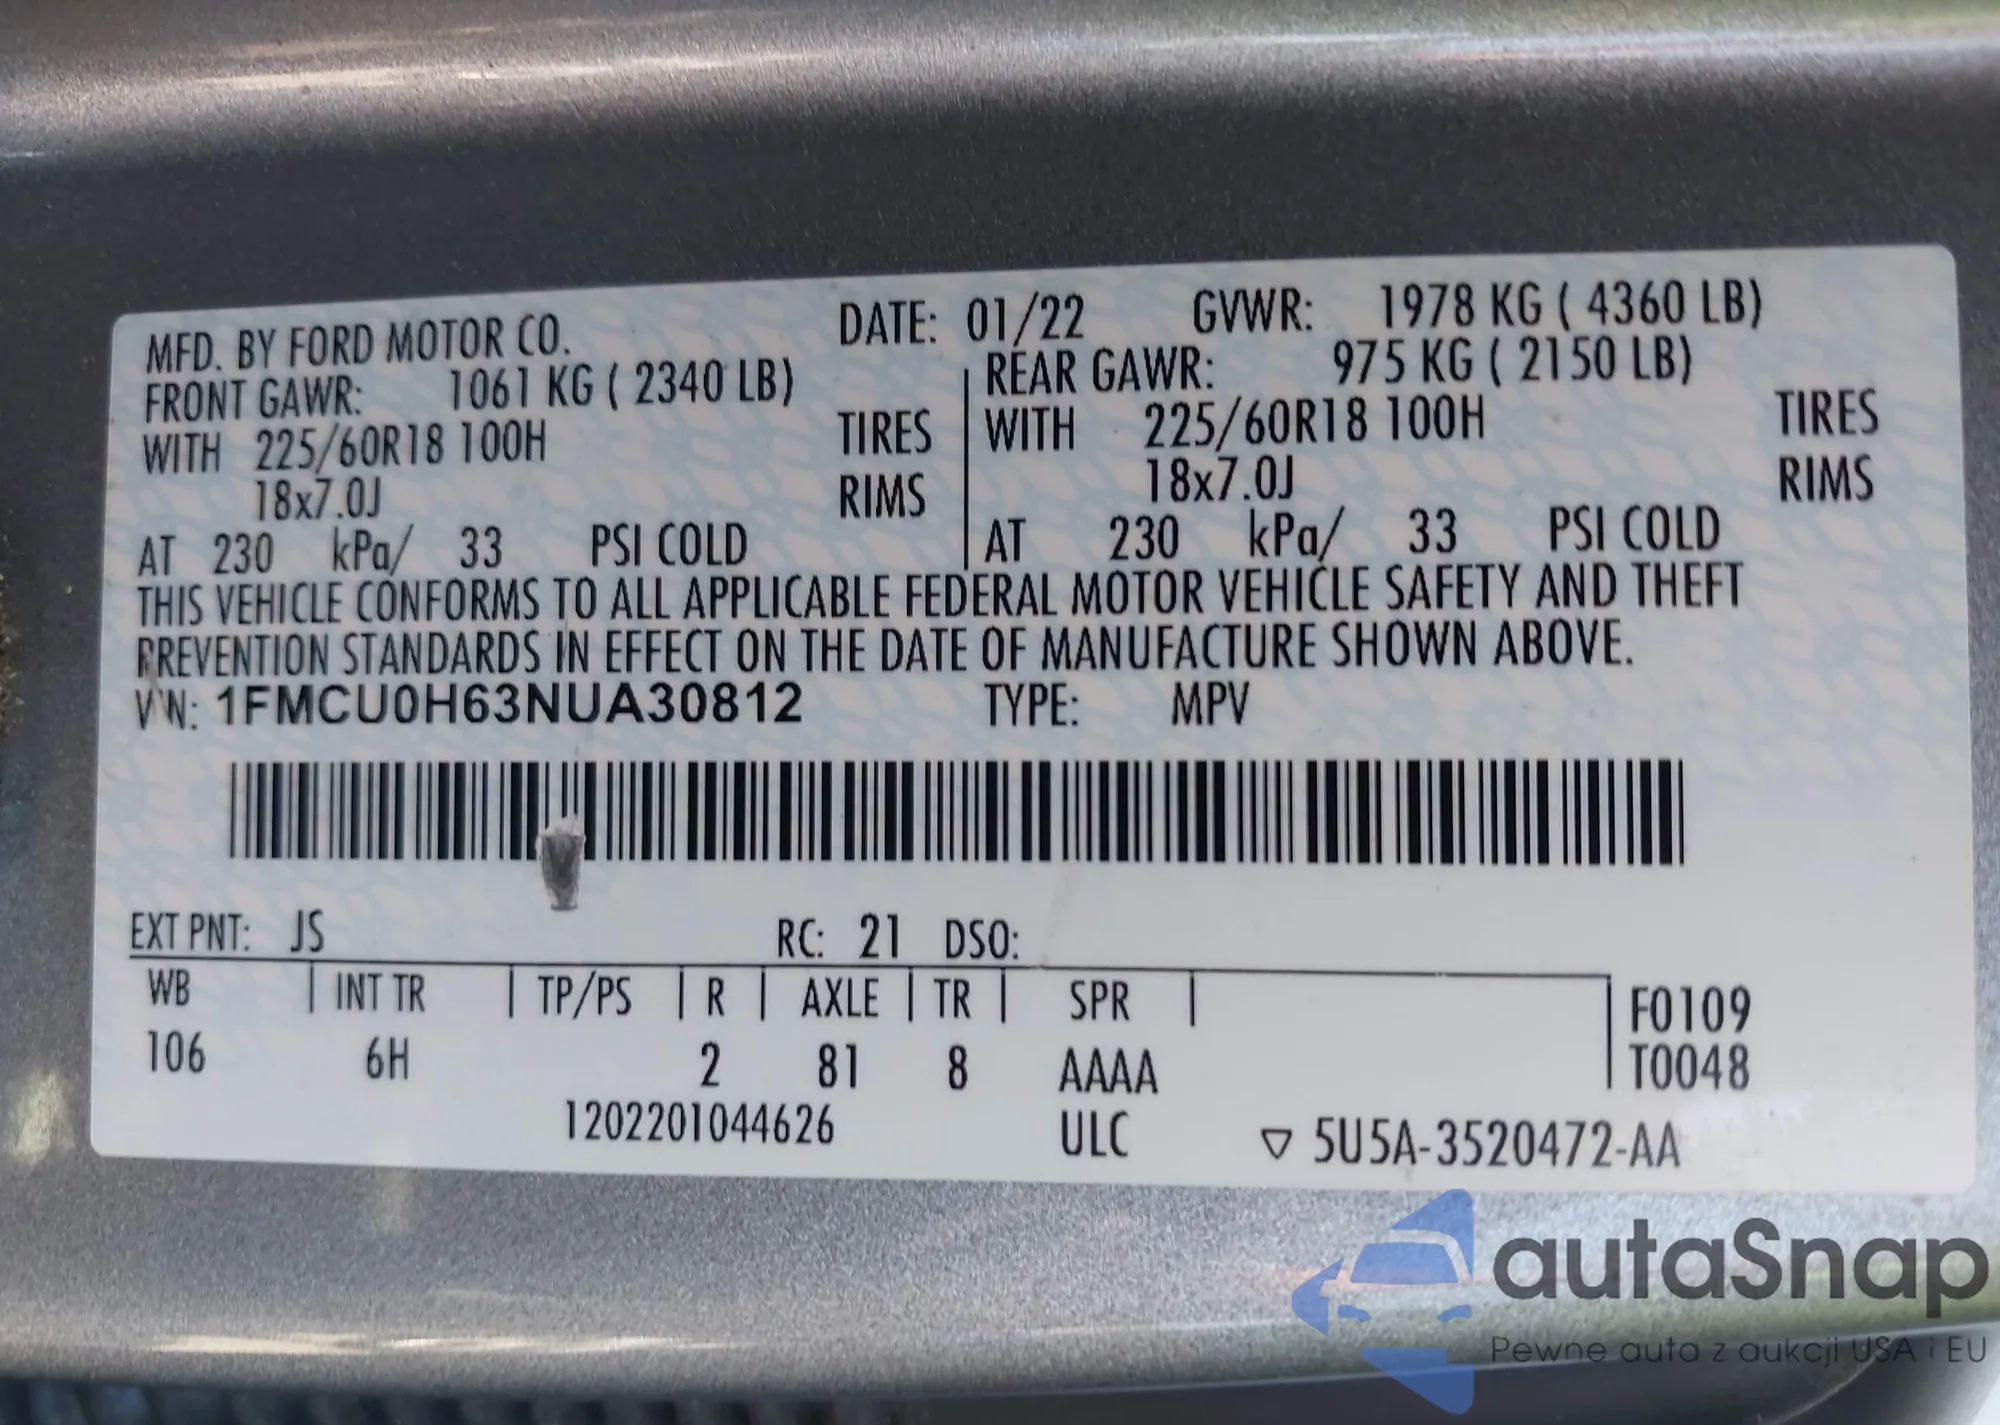 MFD. BY FORD MOTOR CO. DATE: 01/22 GVWR: 1978 KG ( 4360 LB)
FRONT GAWR: 1061 KG ( 2340 LB) REAR GAWR: 975 KG ( 2150 LB)
WITH 225/60R18 100H TIRES WITH 225/60R18 100H TIRES
18x7.0J RIMS 18x7.0J RIMS
AT 230 kPa/ 33 PSI COLD AT 230 kPa/ 33 PSI COLD
THIS VEHICLE CONFORMS TO ALL APPLICABLE FEDERAL MOTOR VEHICLE SAFETY AND THEFT
PREVENTION STANDARDS IN EFFECT ON THE DATE OF MANUFACTURE SHOWN ABOVE.
VIN: 1FMCU0H63NUA30812 TYPE: MPV
EXT PNT: JS RC: 21 DSO:
WB INT TR TP/PS R AXLE TR SPR F0109
106 6H 2 81 8 AAAA T0048
1202201044626 ULC ▽ 5U5A-3520472-AA
autaSnap
Pewne auta z aukcji USA i EU